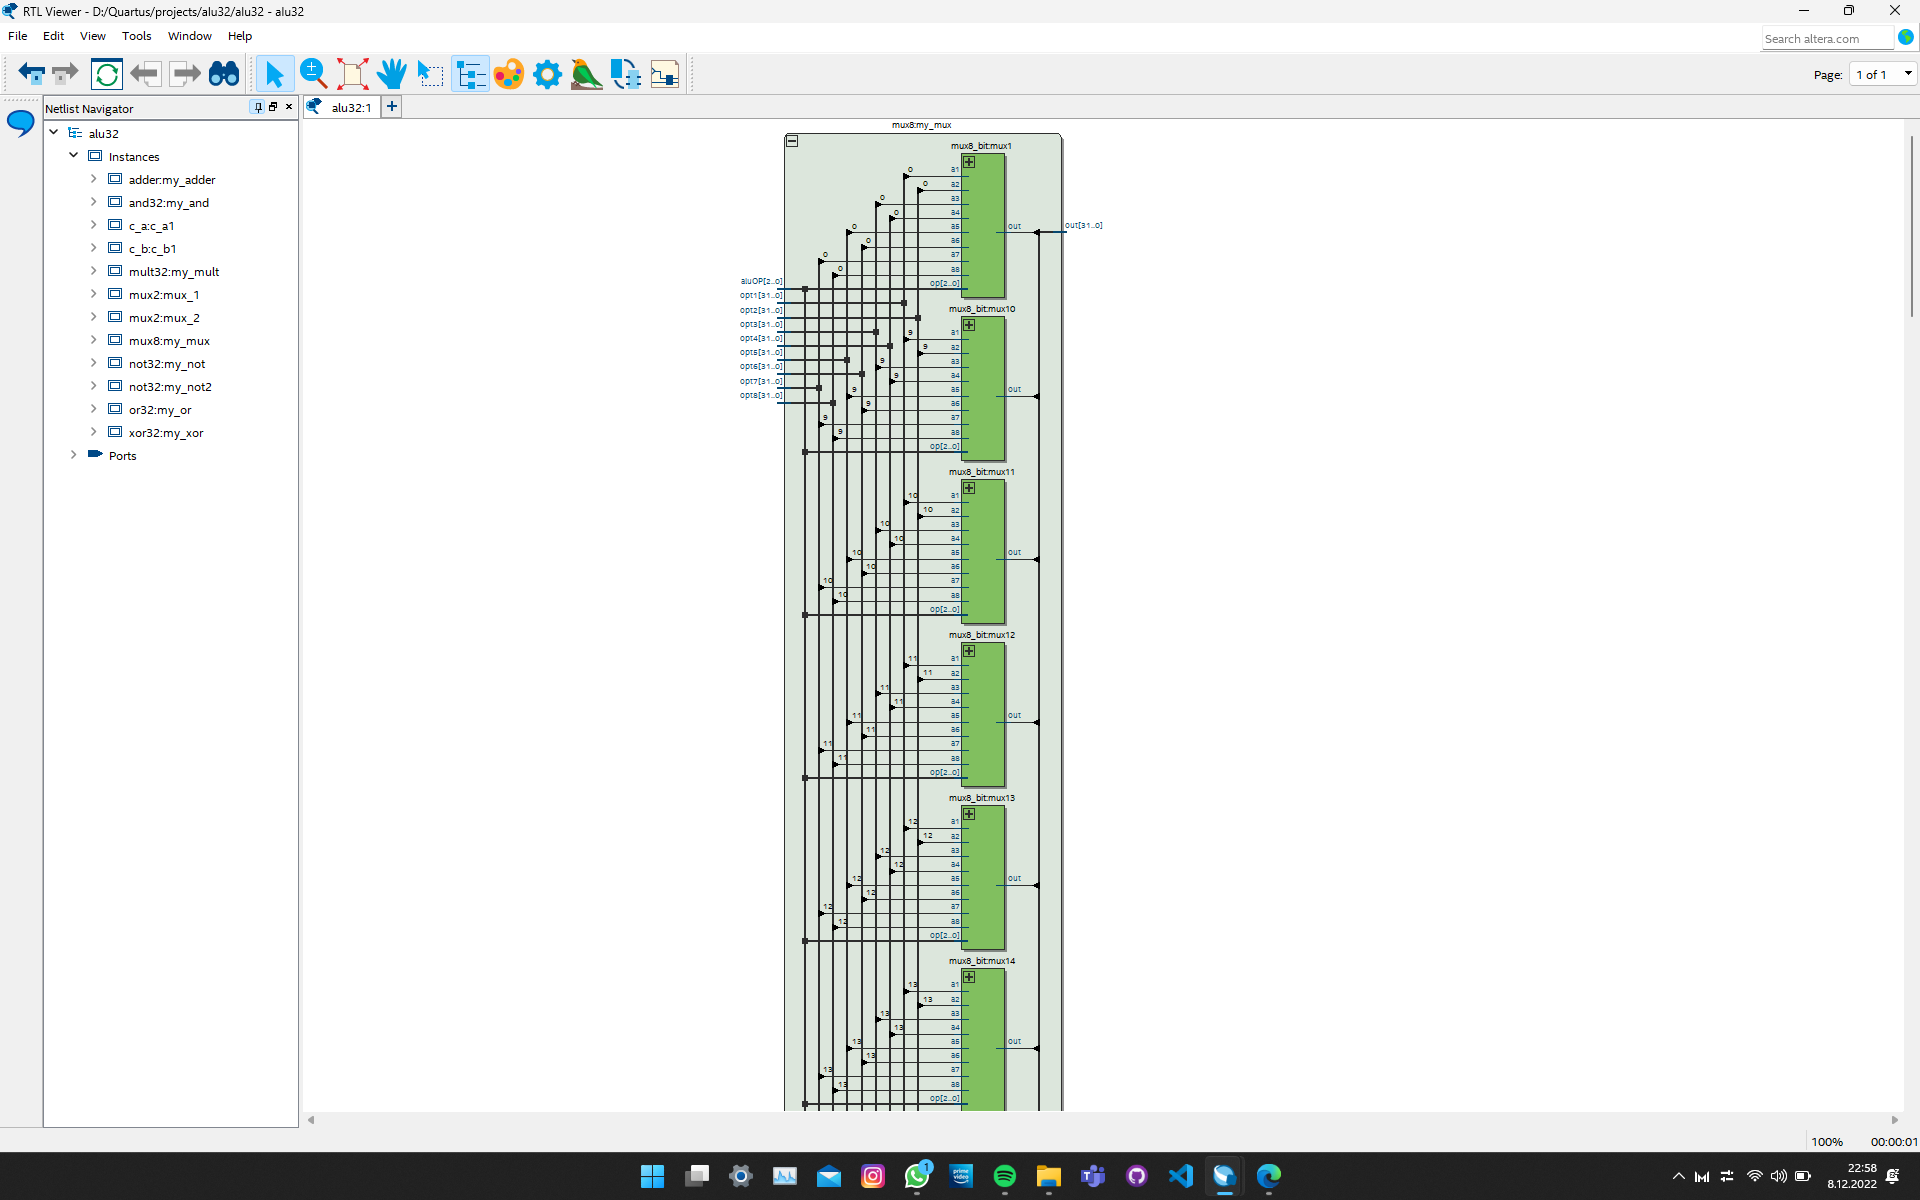 RTL Viewer - D:/Quartus/projects/alu32/alu32 - alu32
File Edit View Tools Window Help
Search altera.com
Page: 1 of 1
Netlist Navigator
alu32:1
alu32
Instances
adder:my_adder
and32:my_and
c_a:c_a1
c_b:c_b1
mult32:my_mult
mux2:mux_1
mux2:mux_2
mux8:my_mux
not32:my_not
not32:my_not2
or32:my_or
xor32:my_xor
Ports
mux8:my_mux
aluOP[2..0]
opt1[31..0]
opt2[31..0]
opt3[31..0]
opt4[31..0]
opt5[31..0]
opt6[31..0]
opt7[31..0]
opt8[31..0]
mux8_bit:mux1
0 a1
0 a2
0 a3
0 a4
0 a5
out
out[31..0]
0 a6
0 a7
0 a8
op[2..0]
mux8_bit:mux10
9 a1
9 a2
9 a3
9 a4
9 a5
out
9 a6
9 a7
9 a8
op[2..0]
mux8_bit:mux11
10 a1
10 a2
10 a3
10 a4
10 a5
out
10 a6
10 a7
10 a8
op[2..0]
mux8_bit:mux12
11 a1
11 a2
11 a3
11 a4
11 a5
out
11 a6
11 a7
11 a8
op[2..0]
mux8_bit:mux13
12 a1
12 a2
12 a3
12 a4
12 a5
out
12 a6
12 a7
12 a8
op[2..0]
mux8_bit:mux14
13 a1
13 a2
13 a3
13 a4
13 a5
out
13 a6
13 a7
13 a8
op[2..0]
100% 00:00:01
1
prime video
22:58
8.12.2022